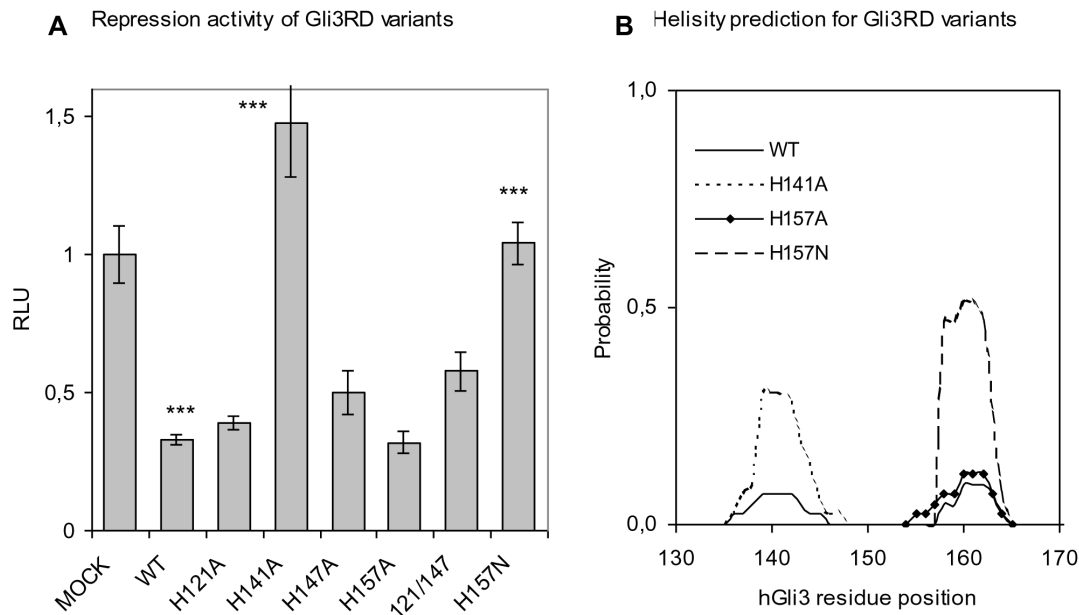 A Repression activity of Gli3RD variants
1,5
1
0,5
0
RLU
***
***
***
MOCK
WT
H121A
H141A
H147A
H157A
121/147
H157N
B Helisity prediction for Gli3RD variants
1,0
0,5
0,0
Probability
WT
H141A
H157A
H157N
130 140 150 160 170
hGli3 residue position